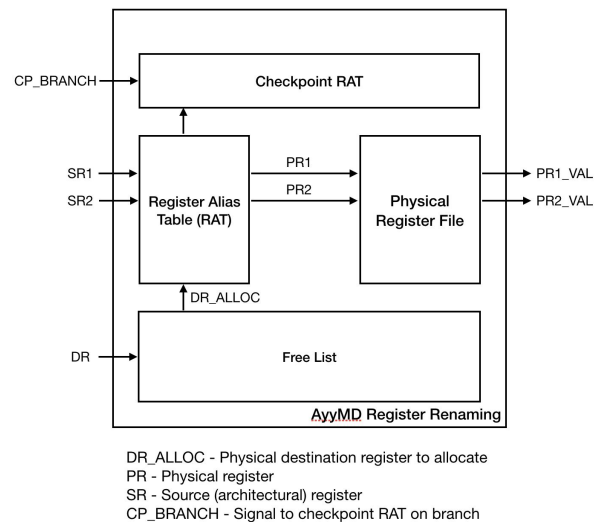 CP_BRANCH
Checkpoint RAT
SR1
SR2
Register Alias
Table (RAT)
PR1
PR2
Physical
Register File
PR1_VAL
PR2_VAL
DR_ALLOC
DR
Free List
AyyMD Register Renaming
DR_ALLOC - Physical destination register to allocate
PR - Physical register
SR - Source (architectural) register
CP_BRANCH - Signal to checkpoint RAT on branch